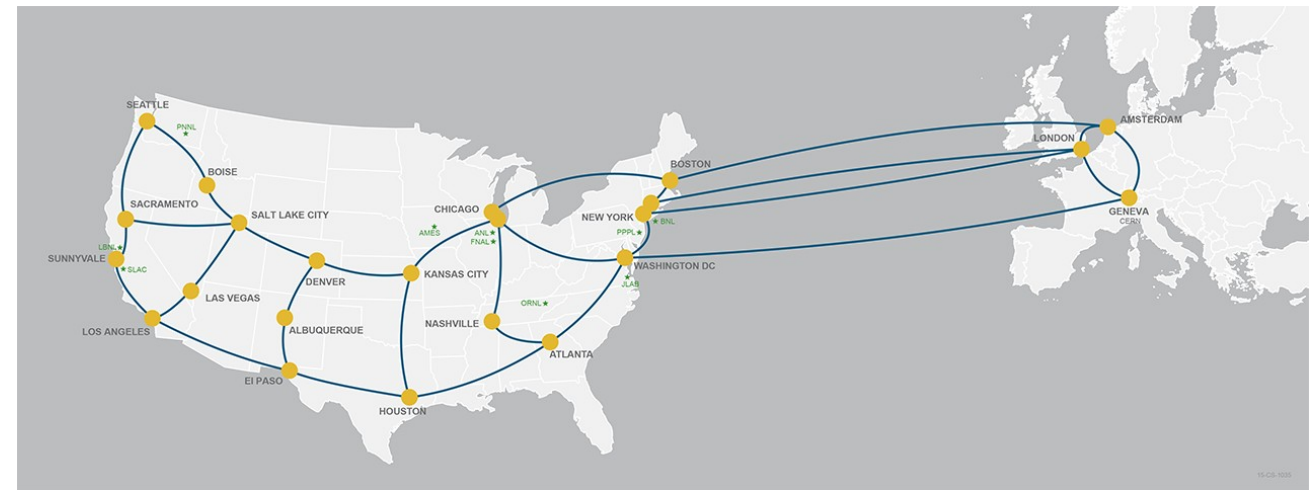 SEATTLE
PNNL
BOISE
SACRAMENTO
SALT LAKE CITY
LBNL
SUNNYVALE
SLAC
LAS VEGAS
LOS ANGELES
DENVER
ALBUQUERQUE
El PASO
KANSAS CITY
HOUSTON
CHICAGO
AMES
ANL
FNAL
NASHVILLE
ORNL
ATLANTA
BOSTON
NEW YORK
BNL
PPPL
WASHINGTON DC
JLAB
AMSTERDAM
LONDON
GENEVA
CERN